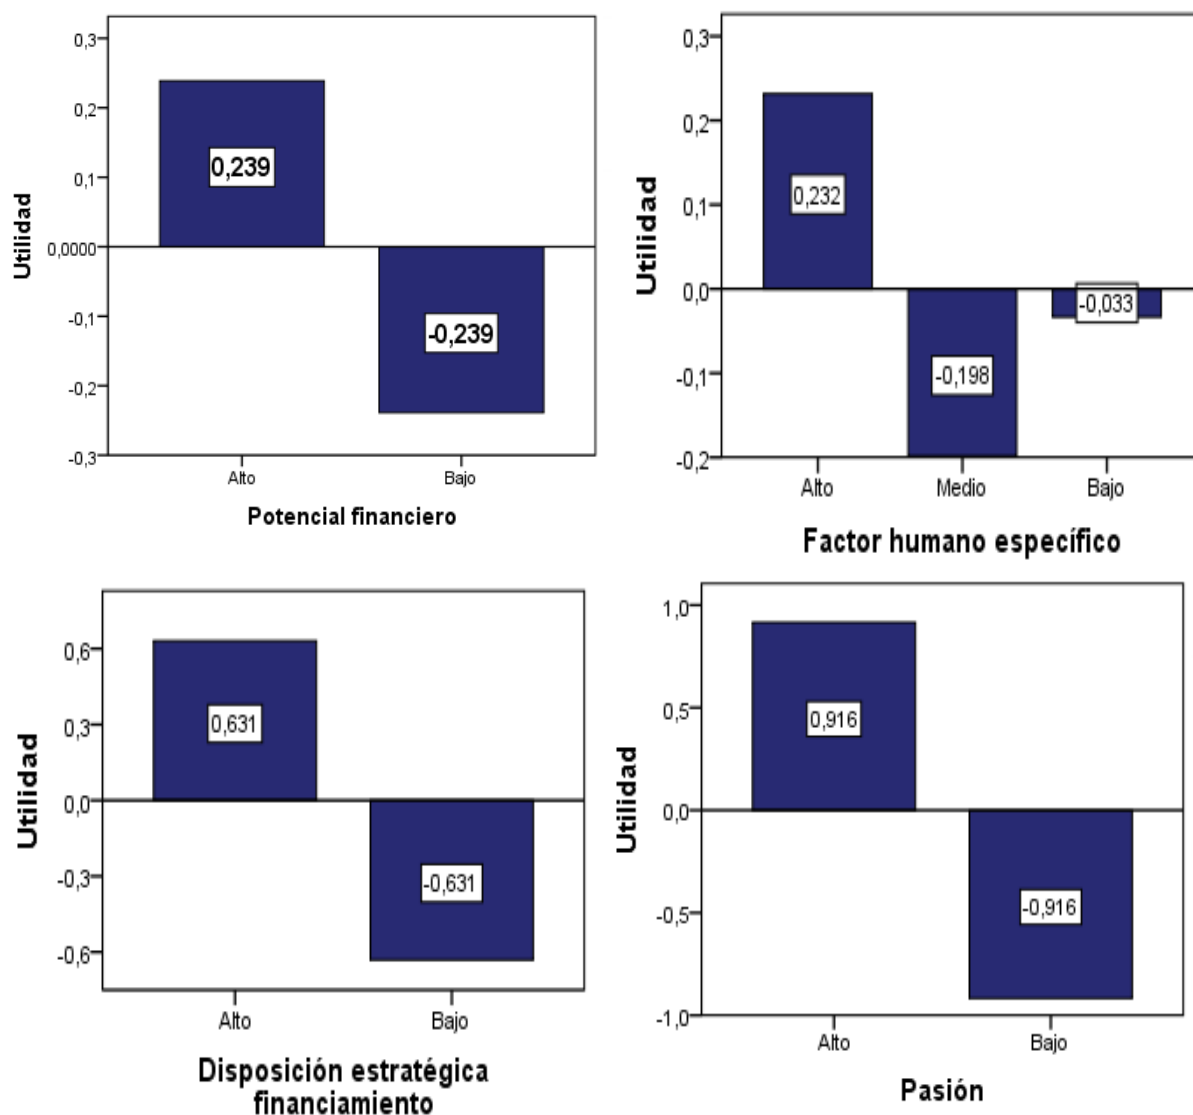 0,3
0,2
0,1
0,0000
-0,1
-0,2
-0,3
Utilidad
0,239
-0,239
Alto
Bajo
Potencial financiero
0,3
0,2
0,1
0,0
-0,1
-0,2
Utilidad
0,232
-0,198
-0,033
Alto
Medio
Bajo
Factor humano específico
0,6
0,3
0,0
-0,3
-0,6
Utilidad
0,631
-0,631
Alto
Bajo
Disposición estratégica
financiamiento
1,0
0,5
0,0
-0,5
-1,0
Utilidad
0,916
-0,916
Alto
Bajo
Pasión